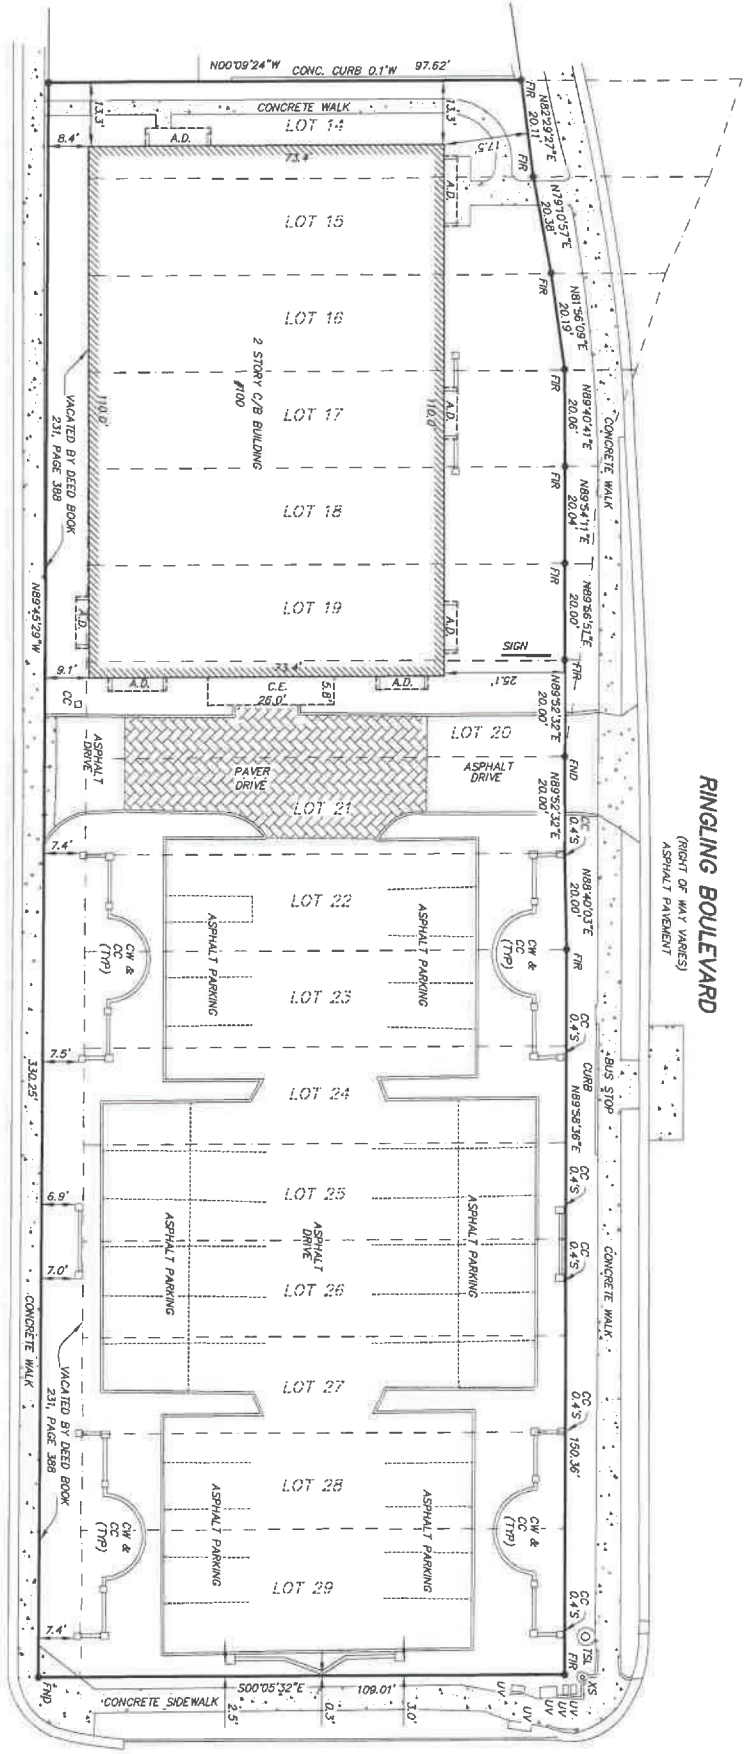 N00°09'24"W
CONC. CURB 0.1'W
97.62'
CONCRETE WALK
LOT 14
13.3'
13.3'
8.4'
A.D.
73.4'
17.5'
A.D.
FIR
N82°29'27"E
20.11'
FIR
N79°10'57"E
20.38'
FIR
N81°56'09"E
20.19'
FIR
N89°40'41"E
20.06'
FIR
N89°54'11"E
20.04'
FIR
N89°56'51"E
20.00'
FIR
N89°52'32"E
20.00'
FND
N89°52'32"E
20.00'
CONCRETE WALK
LOT 15
LOT 16
2 STORY C/B BUILDING
#100
LOT 17
LOT 18
LOT 19
110.0'
110.0'
A.D.
A.D.
A.D.
VACATED BY DEED BOOK
231, PAGE 388
N89°45'29"W
SIGN
9.1'
73.4'
25.1'
A.D.
C.E.
26.0'
5.8'
A.D.
CC
LOT 20
ASPHALT
DRIVE
PAVER
DRIVE
ASPHALT
DRIVE
LOT 21
RINGLING BOULEVARD
(RIGHT OF WAY VARIES)
ASPHALT PAVEMENT
7.4'
CC
0.4'S
N88°40'03"E
20.00'
FIR
LOT 22
ASPHALT PARKING
ASPHALT PARKING
CW &
CC
(TYP)
CW &
CC
(TYP)
LOT 23
7.5'
CC
0.4'S
330.25'
LOT 24
CURB
BUS STOP
N89°58'36"E
CC
0.4'S
LOT 25
6.9'
ASPHALT PARKING
ASPHALT
DRIVE
ASPHALT PARKING
CC
0.4'S
CONCRETE WALK
LOT 26
7.0'
CONCRETE WALK
LOT 27
VACATED BY DEED BOOK
231, PAGE 388
CC
0.4'S
150.36'
LOT 28
CW &
CC
(TYP)
ASPHALT PARKING
ASPHALT PARKING
CW &
CC
(TYP)
LOT 29
7.4'
CC
0.4'S
TSL
FIR
XS
FND
S00°05'32"E
109.01'
CONCRETE SIDEWALK
2.5'
0.3'
3.0'
UV
UV
UV
UV
UV